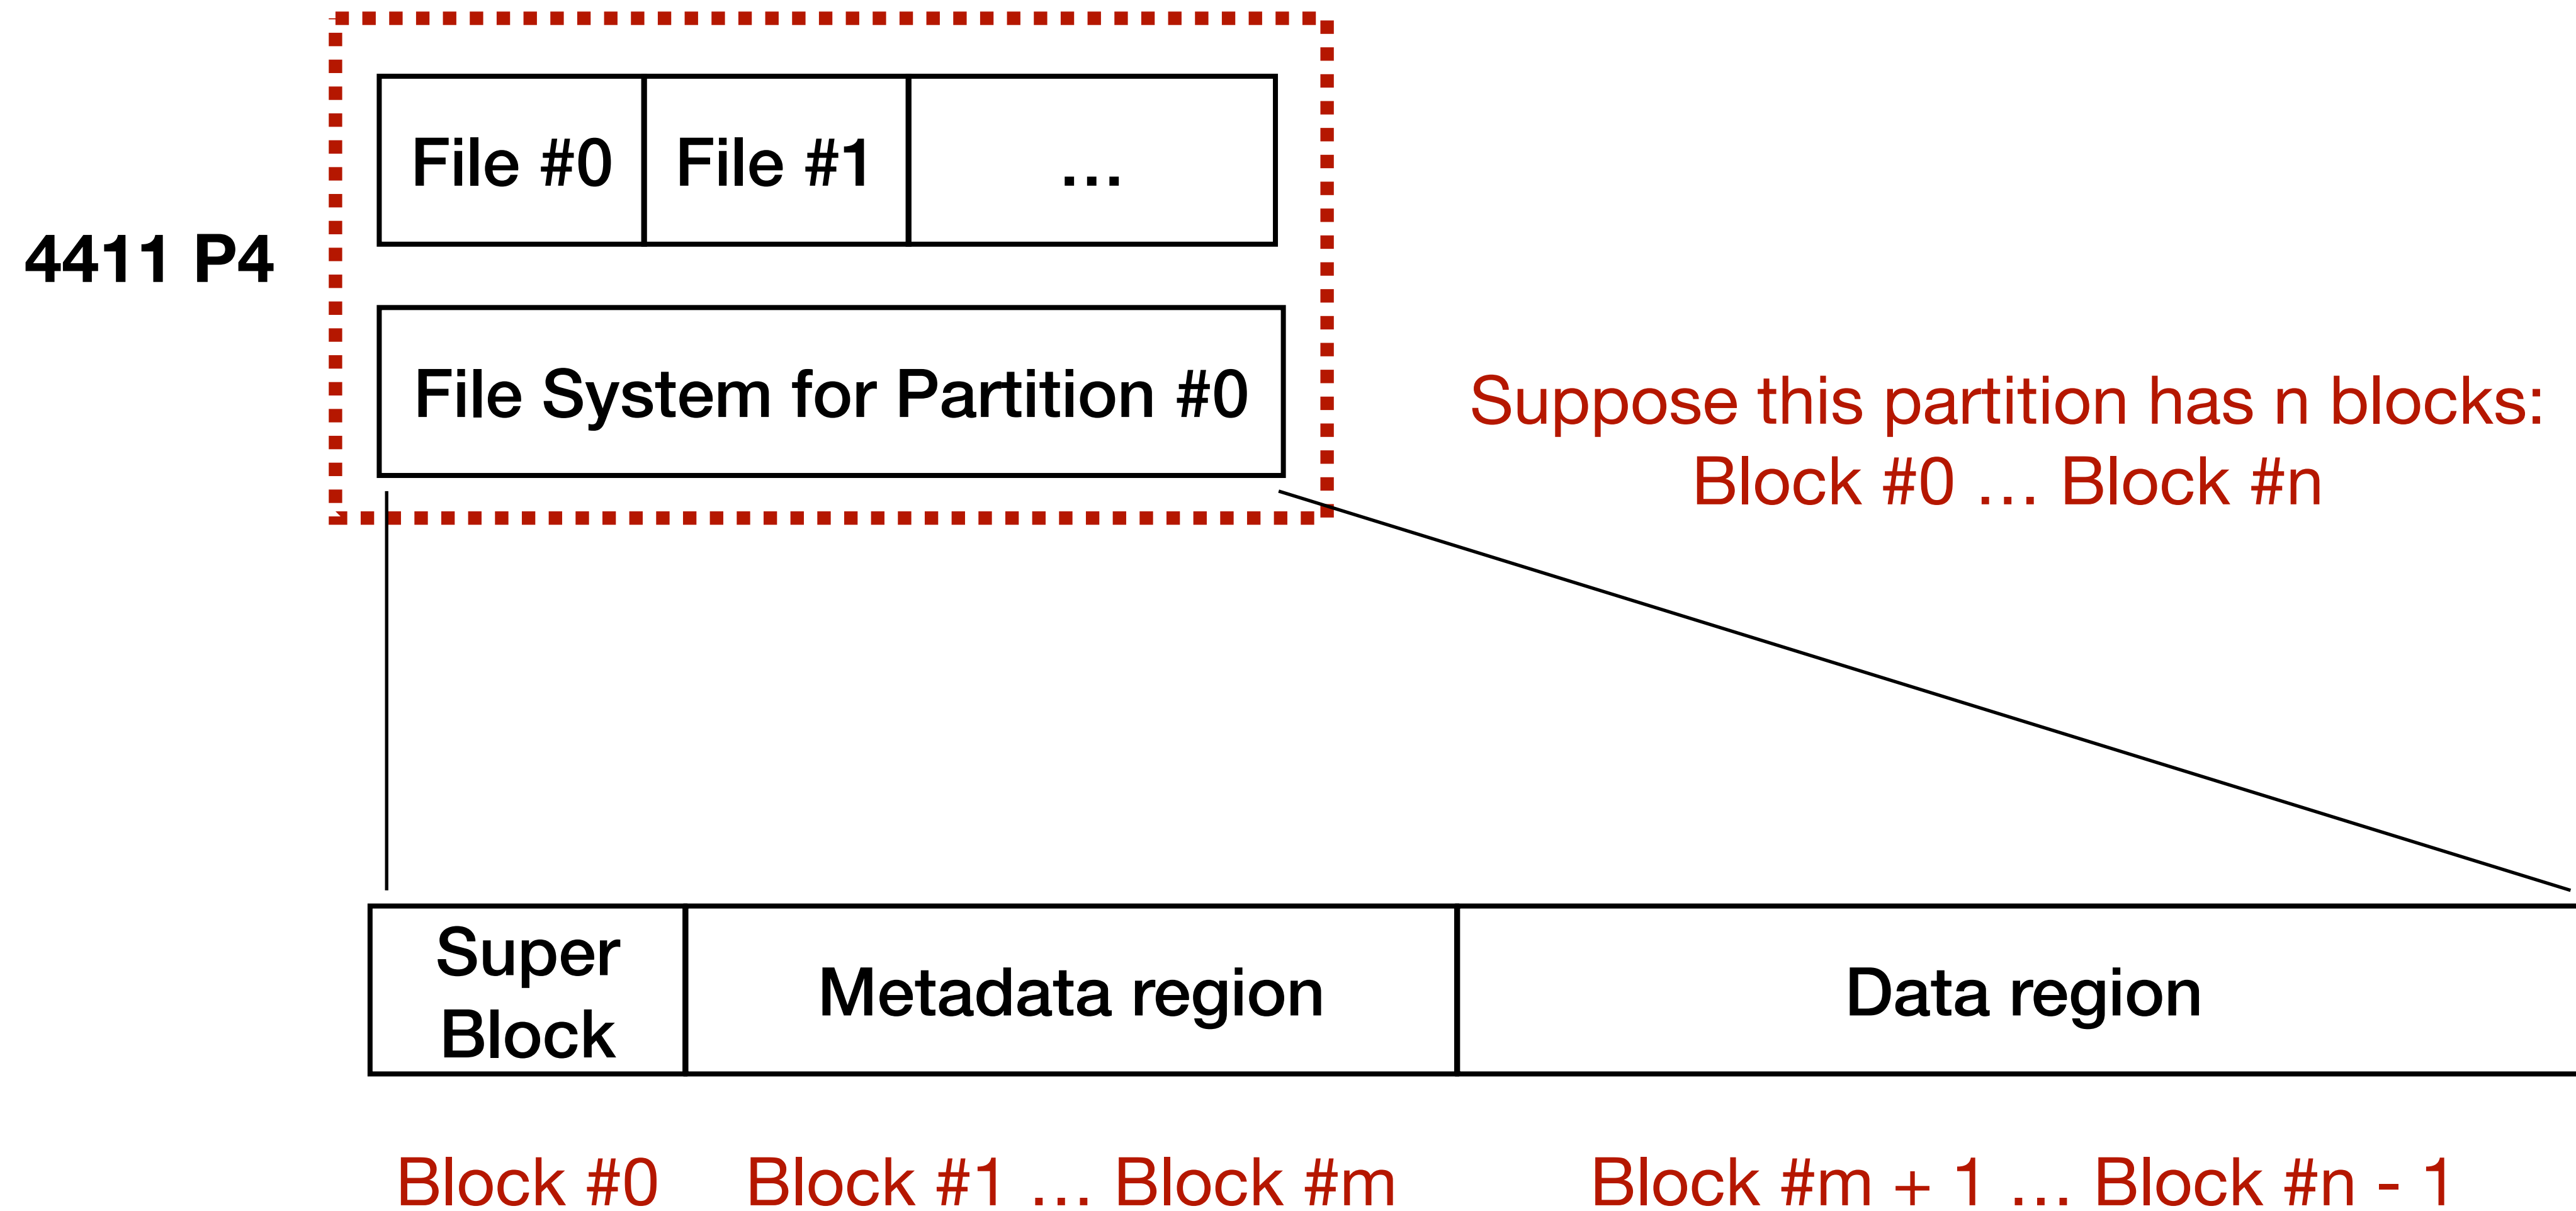 File #0 File #1 ...
4411 P4
File System for Partition #0
Suppose this partition has n blocks:
Block #0 ... Block #n
Super
Block
Metadata region
Data region
Block #0 Block #1 ... Block #m Block #m + 1 ... Block #n - 1